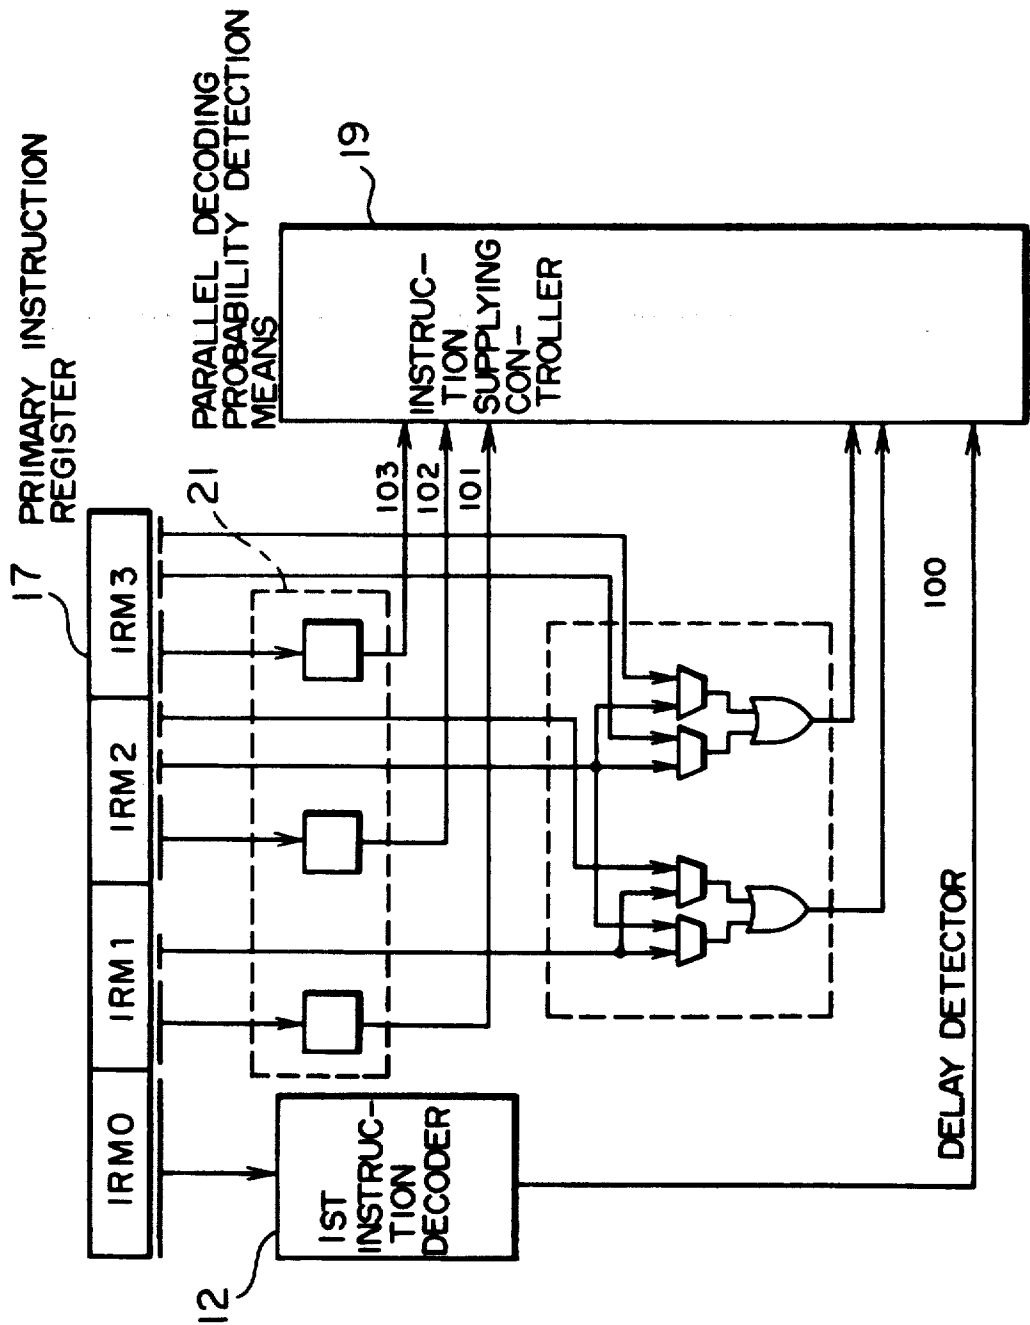 17 PRIMARY INSTRUCTION
REGISTER
IRM0
IRM1
IRM2
IRM3
21
PARALLEL DECODING
PROBABILITY DETECTION
MEANS
12
1ST
INSTRUC-
TION
DECODER
103
102
101
19
INSTRUC-
TION
SUPPLYING
CON-
TROLLER
DELAY DETECTOR
100